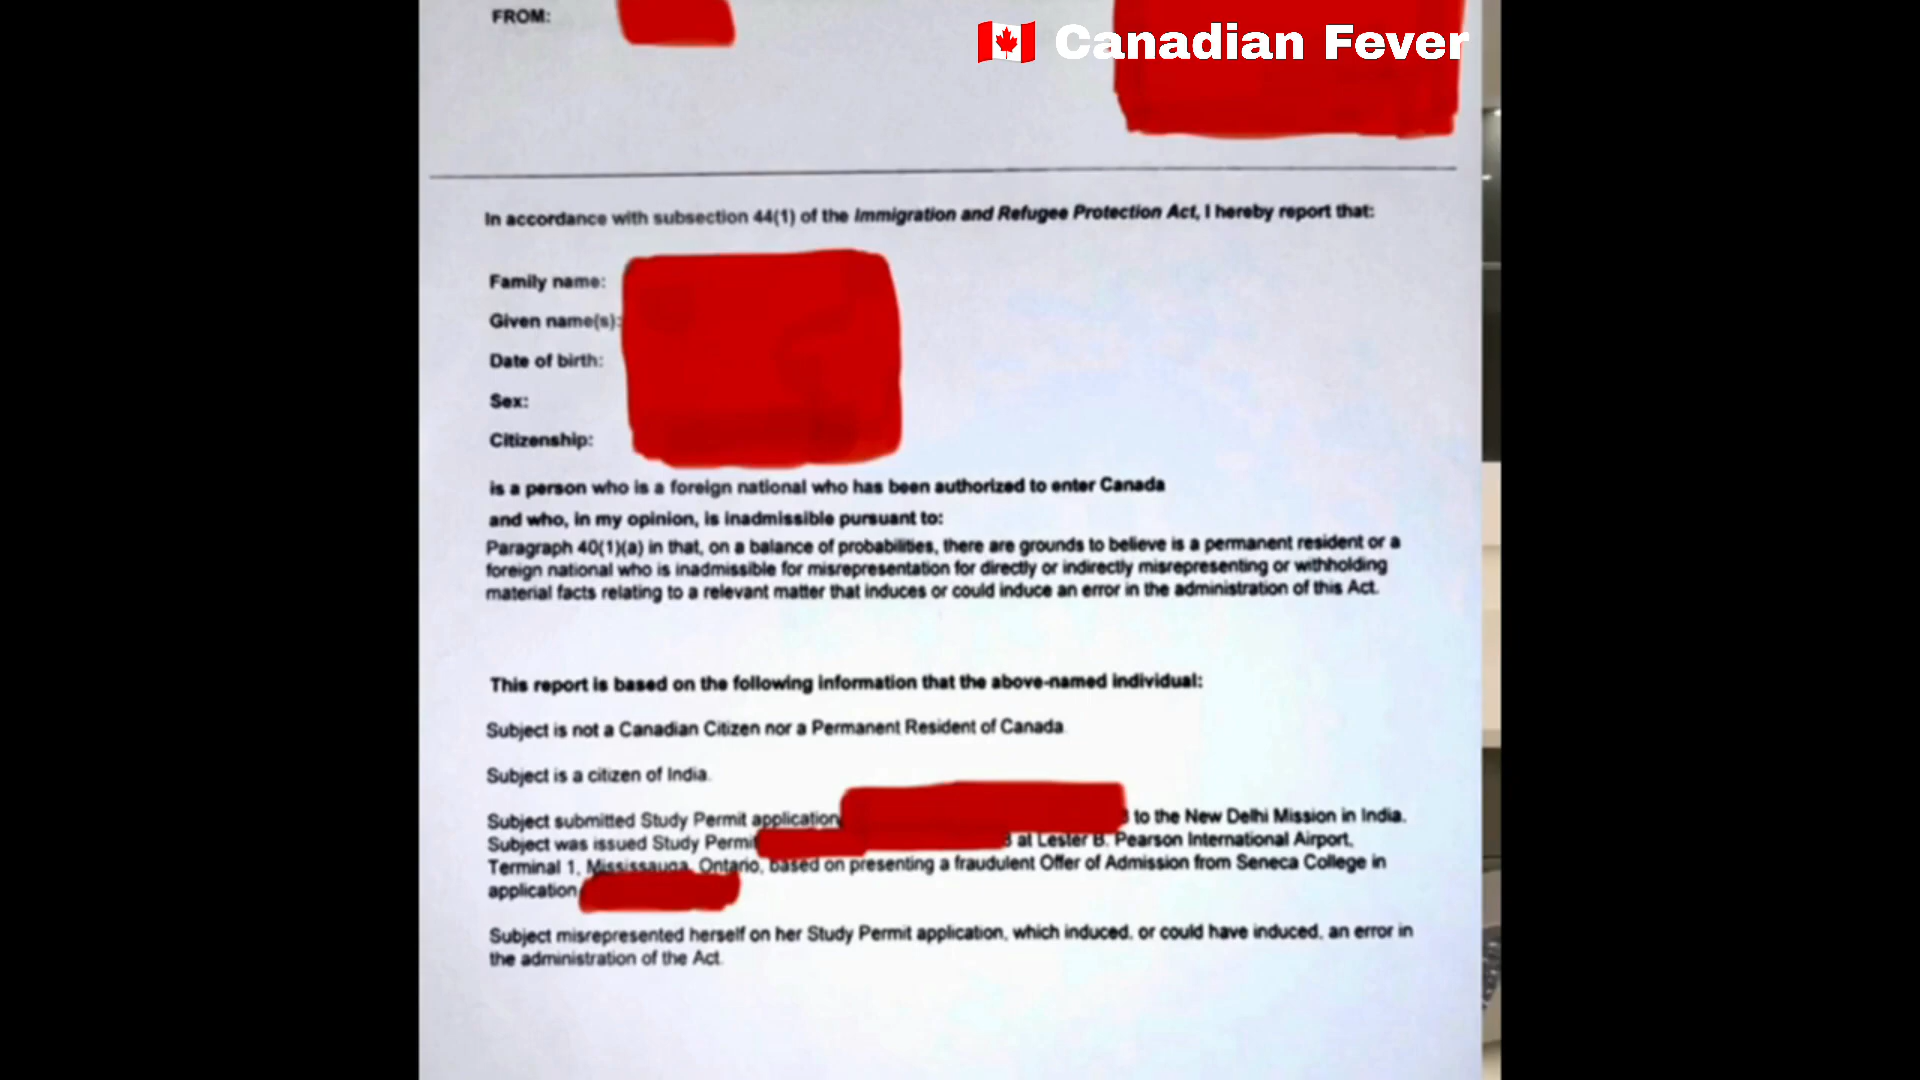 FROM:
🇨🇦 Canadian Fever
In accordance with subsection 44(1) of the Immigration and Refugee Protection Act, I hereby report that:
Family name:
Given name(s):
Date of birth:
Sex:
Citizenship:
is a person who is a foreign national who has been authorized to enter Canada
and who, in my opinion, is inadmissible pursuant to:
Paragraph 40(1)(a) in that, on a balance of probabilities, there are grounds to believe is a permanent resident or a
foreign national who is inadmissible for misrepresentation for directly or indirectly misrepresenting or withholding
material facts relating to a relevant matter that induces or could induce an error in the administration of this Act.
This report is based on the following information that the above-named individual:
Subject is not a Canadian Citizen nor a Permanent Resident of Canada.
Subject is a citizen of India.
Subject submitted Study Permit application to the New Delhi Mission in India.
Subject was issued Study Permit at Lester B. Pearson International Airport,
Terminal 1, Mississauga, Ontario, based on presenting a fraudulent Offer of Admission from Seneca College in
application
Subject misrepresented herself on her Study Permit application, which induced, or could have induced, an error in
the administration of the Act.